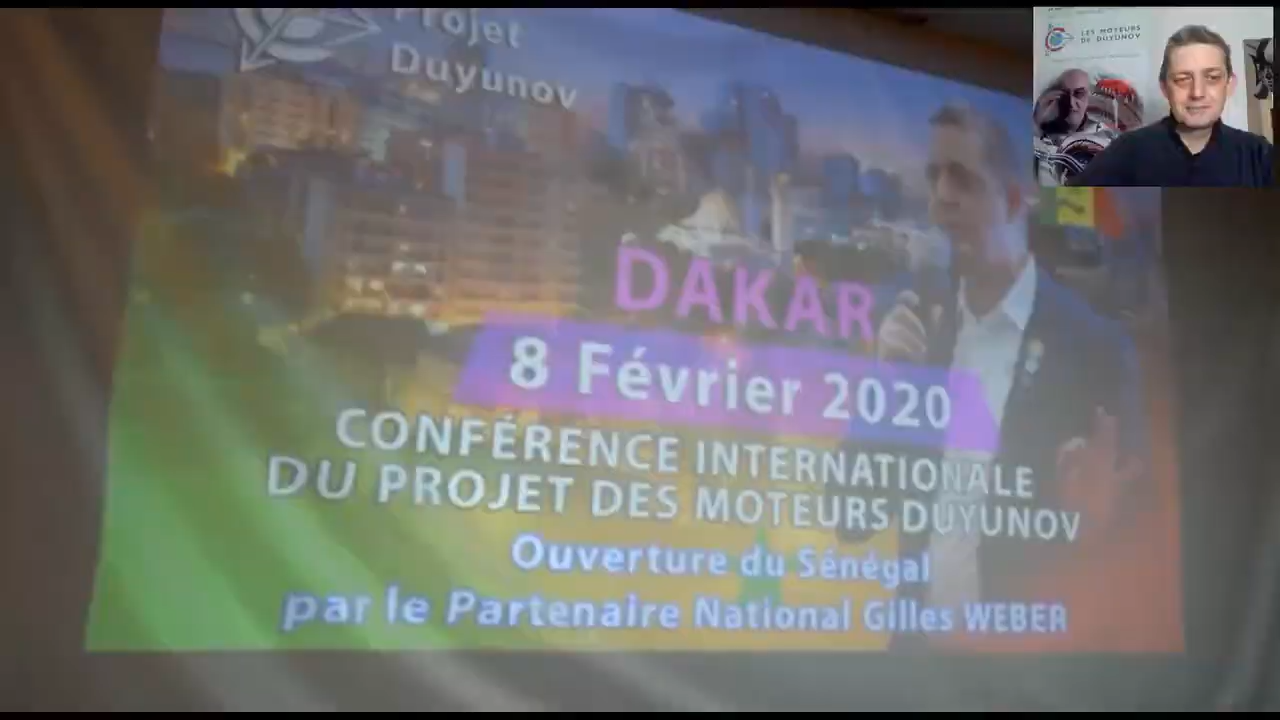 Projet
Duyunov
LES MOTEURS
DE DUYUNOV
DAKAR
8 Février 2020
CONFÉRENCE INTERNATIONALE
DU PROJET DES MOTEURS DUYUNOV
Ouverture du Sénégal
par le Partenaire National Gilles WEBER